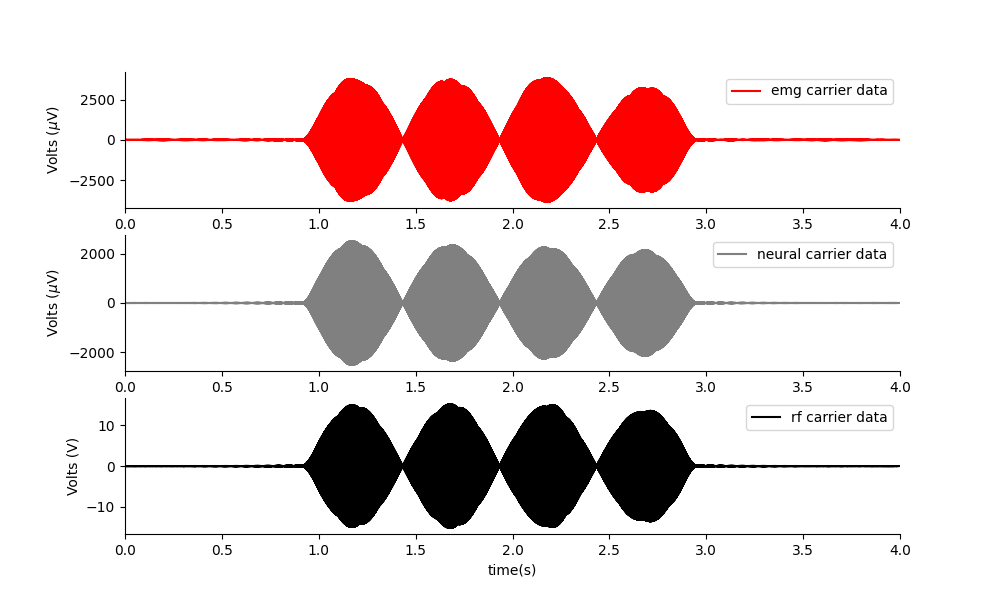 emg carrier data
2500
0
−2500
Volts (μV)
0.0 0.5 1.0 1.5 2.0 2.5 3.0 3.5 4.0
neural carrier data
2000
0
−2000
Volts (μV)
0.0 0.5 1.0 1.5 2.0 2.5 3.0 3.5 4.0
rf carrier data
10
0
−10
Volts (V)
0.0 0.5 1.0 1.5 2.0 2.5 3.0 3.5 4.0
time(s)